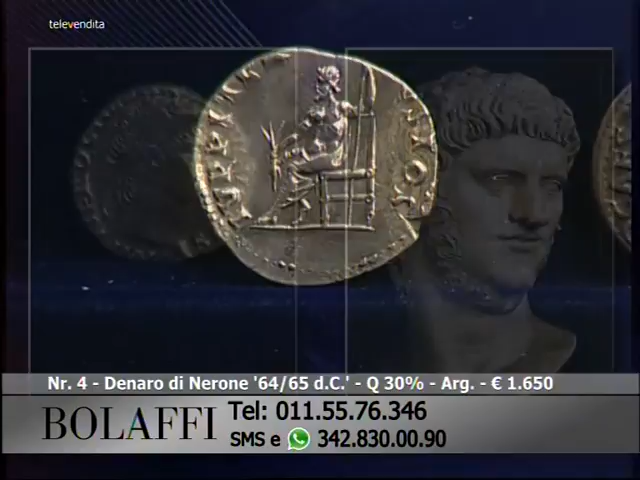 televendita
Nr. 4 - Denaro di Nerone '64/65 d.C.' - Q 30% - Arg. - € 1.650
BOLAFFI
Tel: 011.55.76.346
SMS e 342.830.00.90